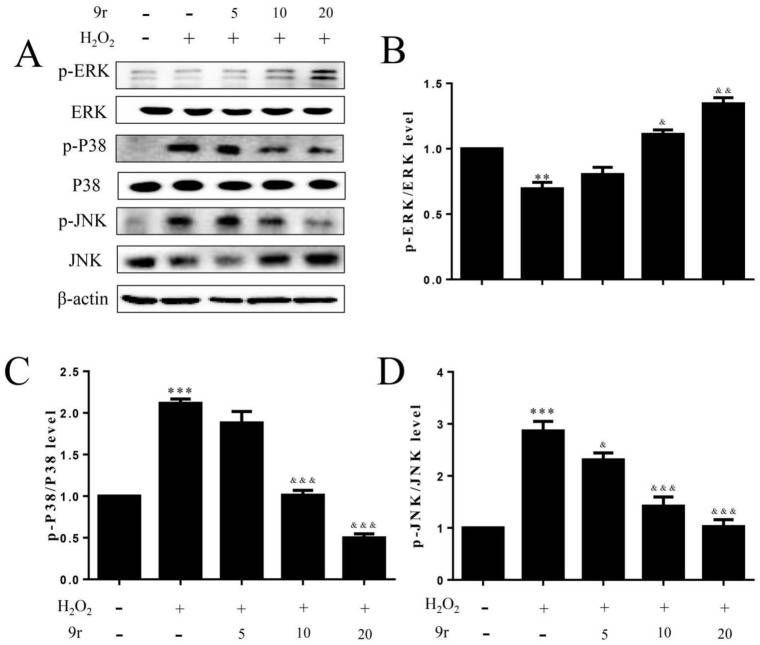 9r - - 5 10 20
H₂O₂ - + + + +
A
p-ERK
ERK
p-P38
P38
p-JNK
JNK
β-actin
B
p-ERK/ERK level
1.5
1.0
0.5
0.0
**
&
&&
C
p-P38/P38 level
2.5
2.0
1.0
0.5
0.0
***
&&&
&&&
H₂O₂ - + + + +
9r - - 5 10 20
D
p-JNK/JNK level
4
3
2
1
0
***
&
&&&
&&&
H₂O₂ - + + + +
9r - - 5 10 20